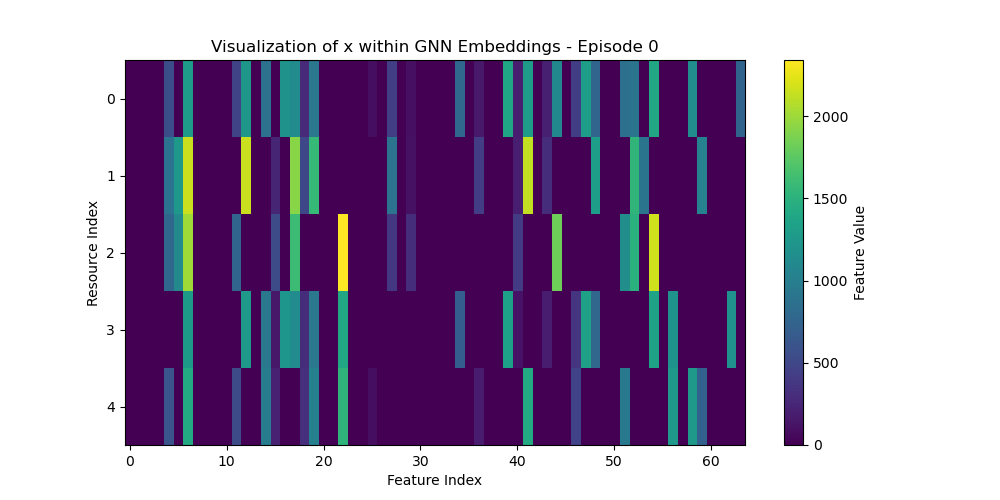 Visualization of x within GNN Embeddings - Episode 0
0
1
2
3
4
Resource Index
0 10 20 30 40 50 60
Feature Index
2000
1500
1000
500
0
Feature Value